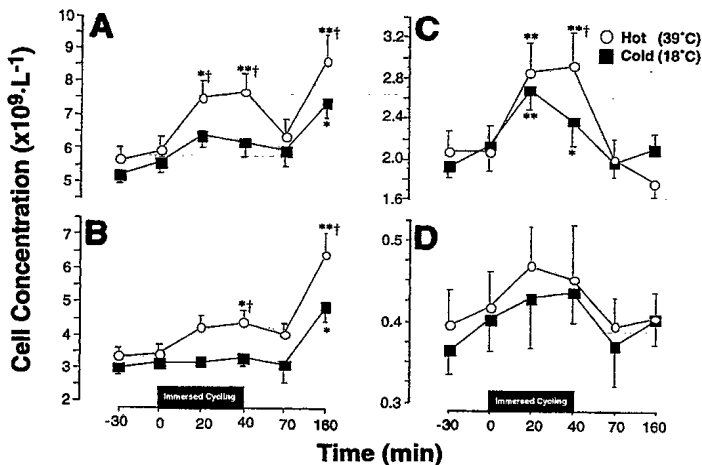 A
10
9
8
7
6
5
*†
**†
**†
*
B
7
6
5
4
3
2
*†
**†
*
Immersed Cycling
-30 0 20 40 70 160
C
3.2
2.8
2.4
2.0
1.6
**
**†
**
*
Hot (39°C)
Cold (18°C)
D
0.5
0.4
0.3
Immersed Cycling
-30 0 20 40 70 160
Cell Concentration (x10⁹·L⁻¹)
Time (min)